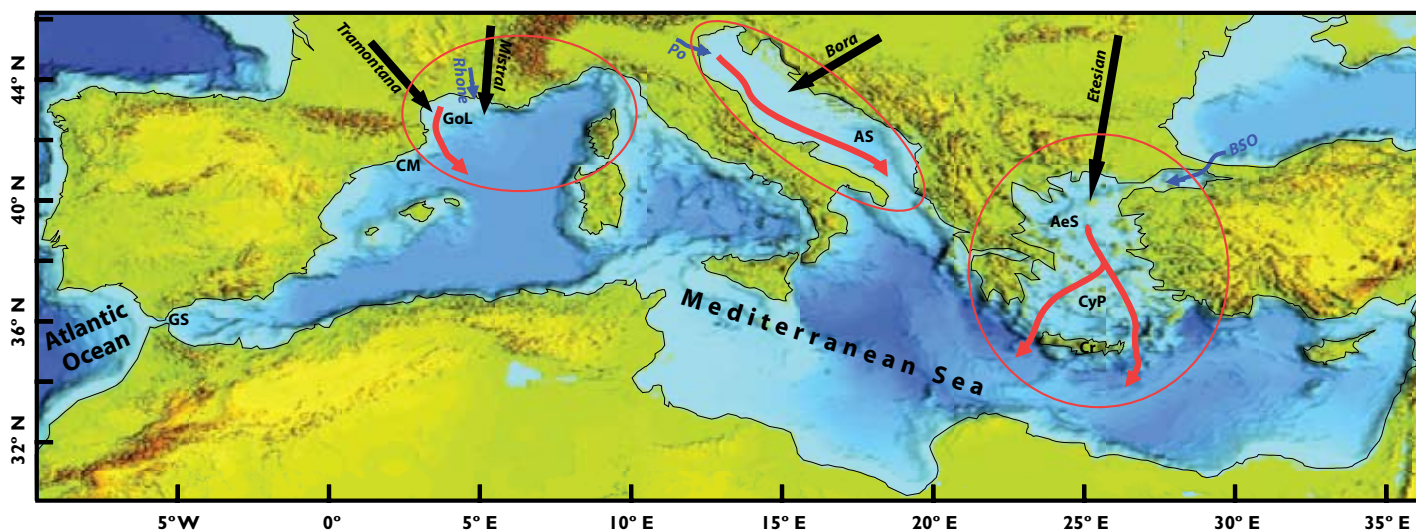 Tramontana
Mistral
Rhone
GoL
CM
Po
Bora
AS
Etesian
BSO
AeS
CyP
Cr
GS
Atlantic
Ocean
Mediterranean Sea
44° N
42° N
40° N
38° N
36° N
34° N
32° N
5°W
0°
5° E
10° E
15° E
20° E
25° E
30° E
35° E